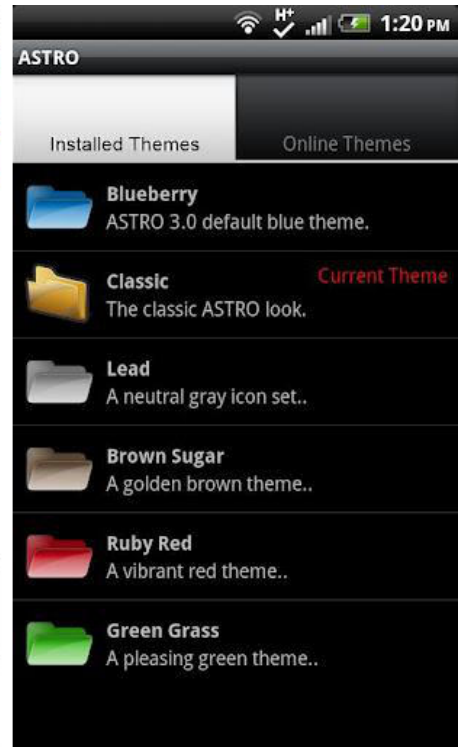 H+ 1:20 PM
ASTRO
Installed Themes Online Themes
Blueberry
ASTRO 3.0 default blue theme.
Classic Current Theme
The classic ASTRO look.
Lead
A neutral gray icon set..
Brown Sugar
A golden brown theme..
Ruby Red
A vibrant red theme..
Green Grass
A pleasing green theme..